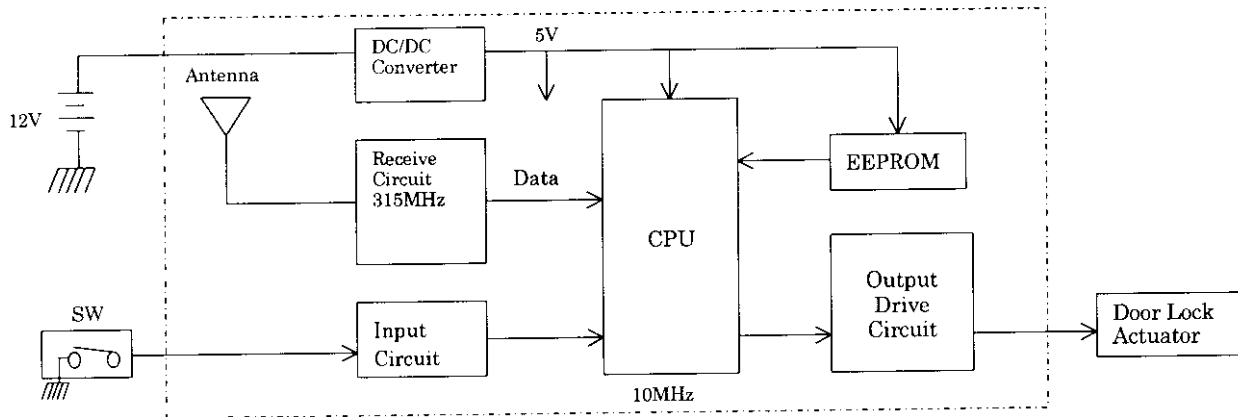 DC/DC
Converter
5V
Antenna
12V
Receive
Circuit
315MHz
Data
EEPROM
CPU
Output
Drive
Circuit
SW
Input
Circuit
Door Lock
Actuator
10MHz